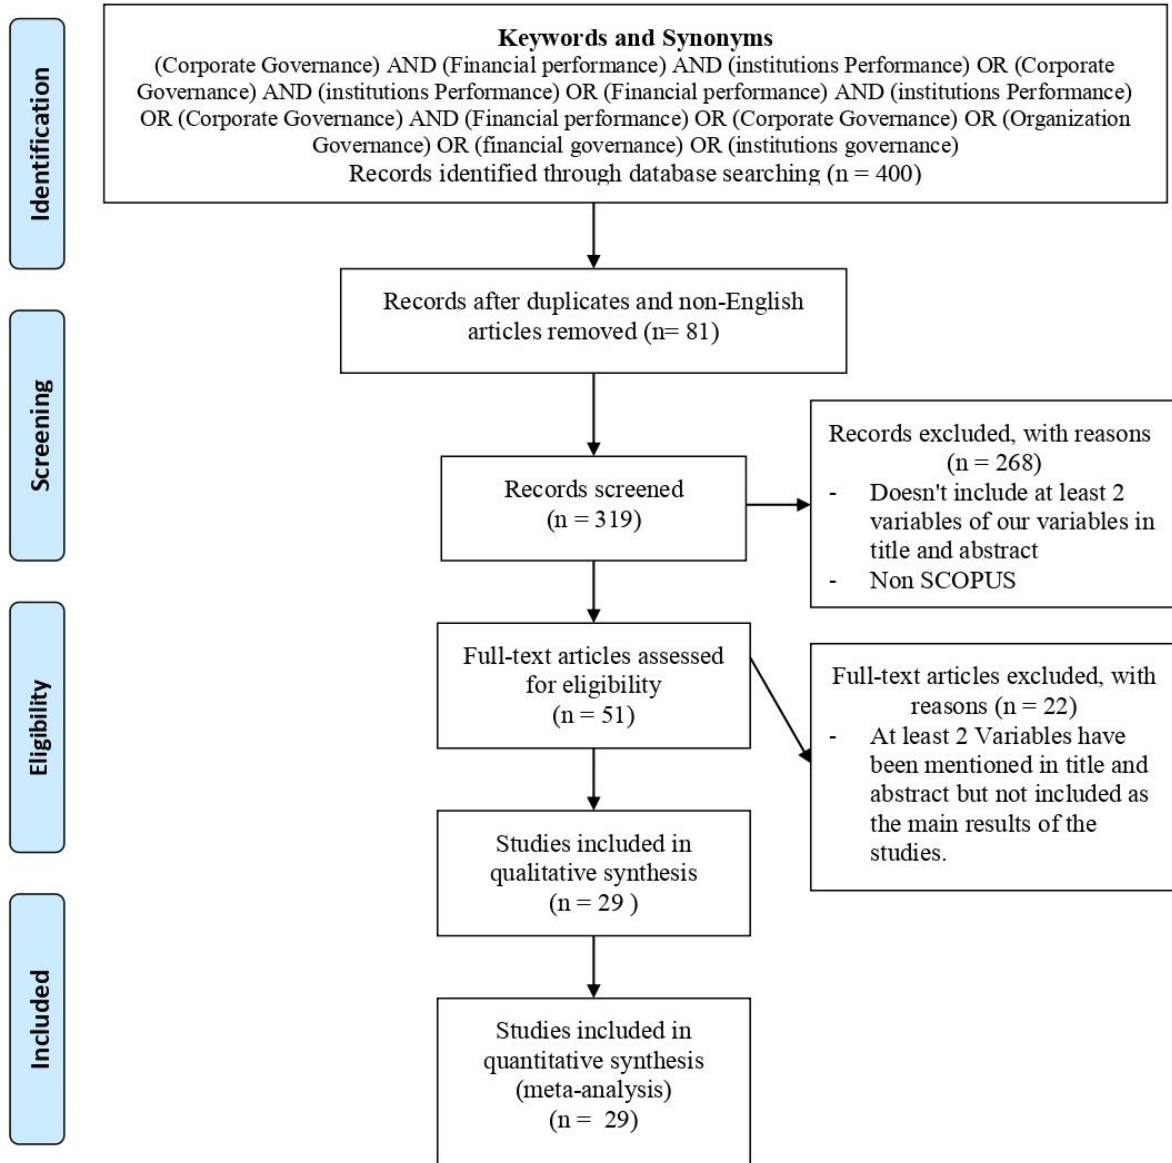 Identification
Keywords and Synonyms
(Corporate Governance) AND (Financial performance) AND (institutions Performance) OR (Corporate
Governance) AND (institutions Performance) OR (Financial performance) AND (institutions Performance)
OR (Corporate Governance) AND (Financial performance) OR (Corporate Governance) OR (Organization
Governance) OR (financial governance) OR (institutions governance)
Records identified through database searching (n = 400)
Records after duplicates and non-English
articles removed (n= 81)
Screening
Records screened
(n = 319)
Records excluded, with reasons
(n = 268)
- Doesn't include at least 2
variables of our variables in
title and abstract
- Non SCOPUS
Eligibility
Full-text articles assessed
for eligibility
(n = 51)
Full-text articles excluded, with
reasons (n = 22)
- At least 2 Variables have
been mentioned in title and
abstract but not included as
the main results of the
studies.
Studies included in
qualitative synthesis
(n = 29 )
Included
Studies included in
quantitative synthesis
(meta-analysis)
(n =  29)